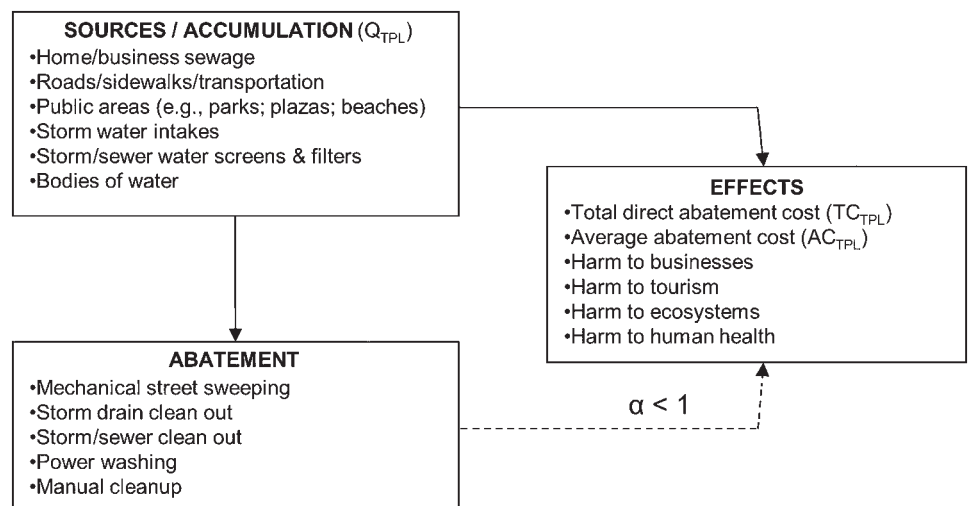 SOURCES / ACCUMULATION (Q_TPL)
•Home/business sewage
•Roads/sidewalks/transportation
•Public areas (e.g., parks; plazas; beaches)
•Storm water intakes
•Storm/sewer water screens & filters
•Bodies of water
EFFECTS
•Total direct abatement cost (TC_TPL)
•Average abatement cost (AC_TPL)
•Harm to businesses
•Harm to tourism
•Harm to ecosystems
•Harm to human health
ABATEMENT
•Mechanical street sweeping
•Storm drain clean out
•Storm/sewer clean out
•Power washing
•Manual cleanup
α < 1